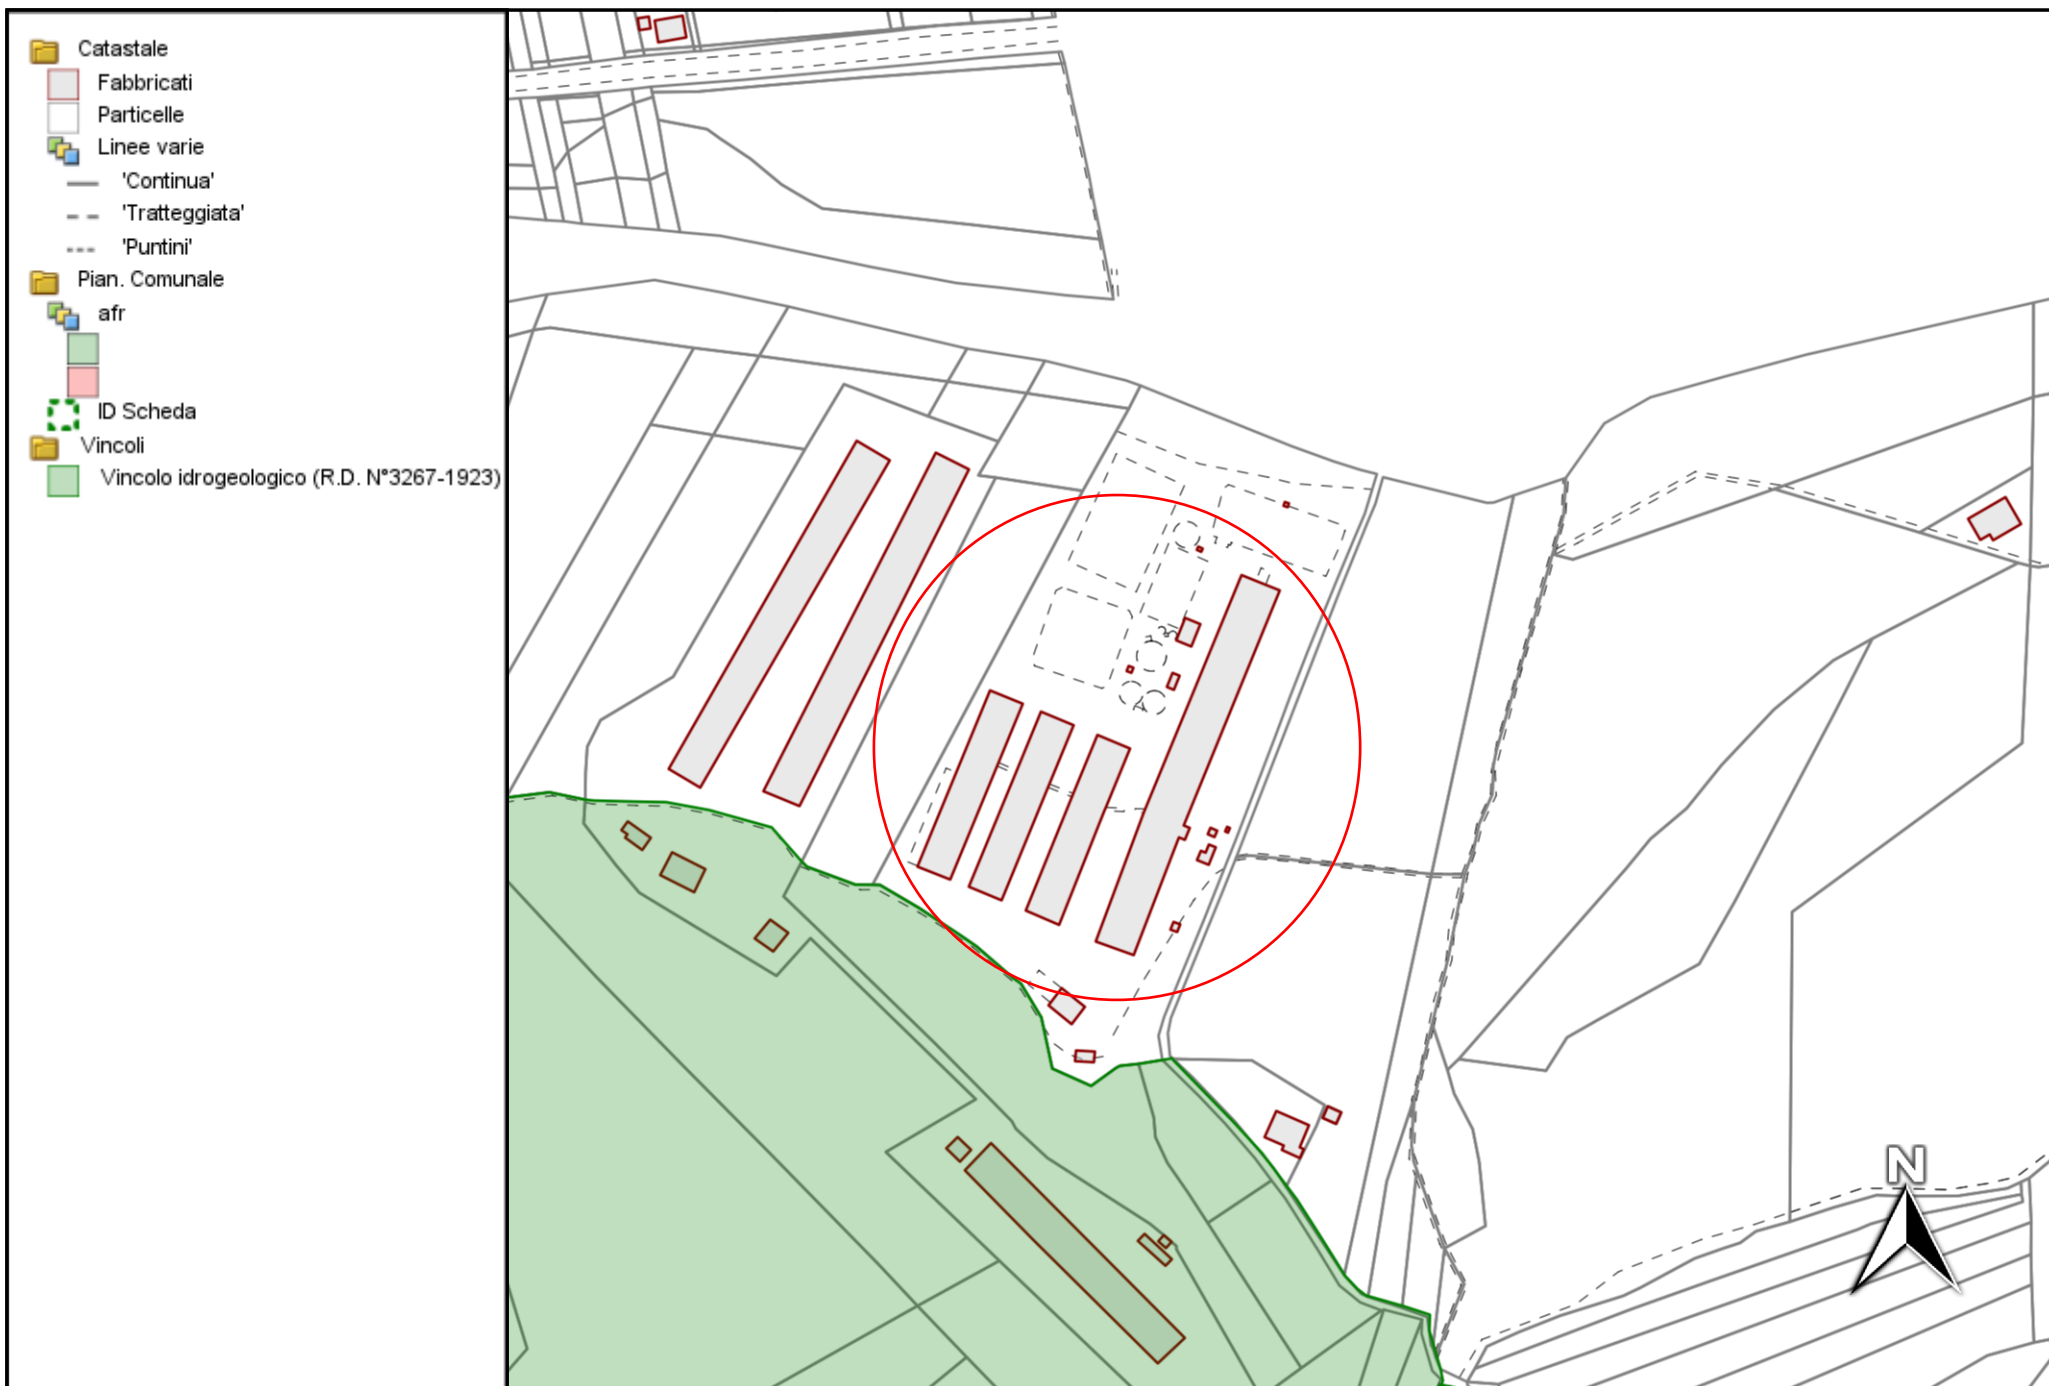 Catastale
Fabbricati
Particelle
Linee varie
'Continua'
'Tratteggiata'
'Puntini'
Pian. Comunale
afr
ID Scheda
Vincoli
Vincolo idrogeologico (R.D. N°3267-1923)
N